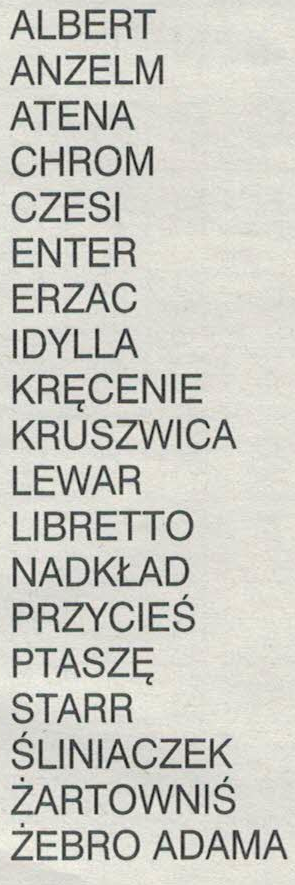 ALBERT
ANZELM
ATENA
CHROM
CZESI
ENTER
ERZAC
IDYLLA
KRĘCENIE
KRUSZWICA
LEWAR
LIBRETTO
NADKŁAD
PRZYCIEŚ
PTASZĘ
STARR
ŚLINIACZEK
ŻARTOWNIŚ
ŻEBRO ADAMA